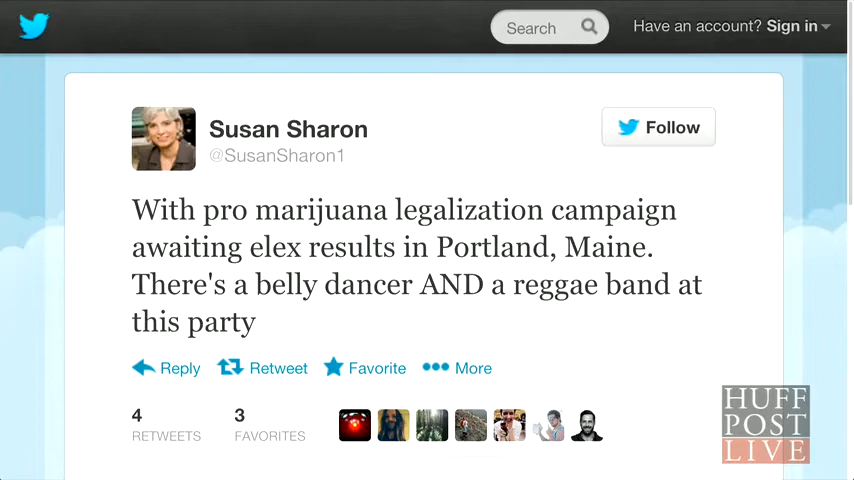 Search
Have an account? Sign in
Susan Sharon
@SusanSharon1
Follow
With pro marijuana legalization campaign
awaiting elex results in Portland, Maine.
There's a belly dancer AND a reggae band at
this party
Reply Retweet Favorite More
4 3
RETWEETS FAVORITES
HUFF
POST
LIVE